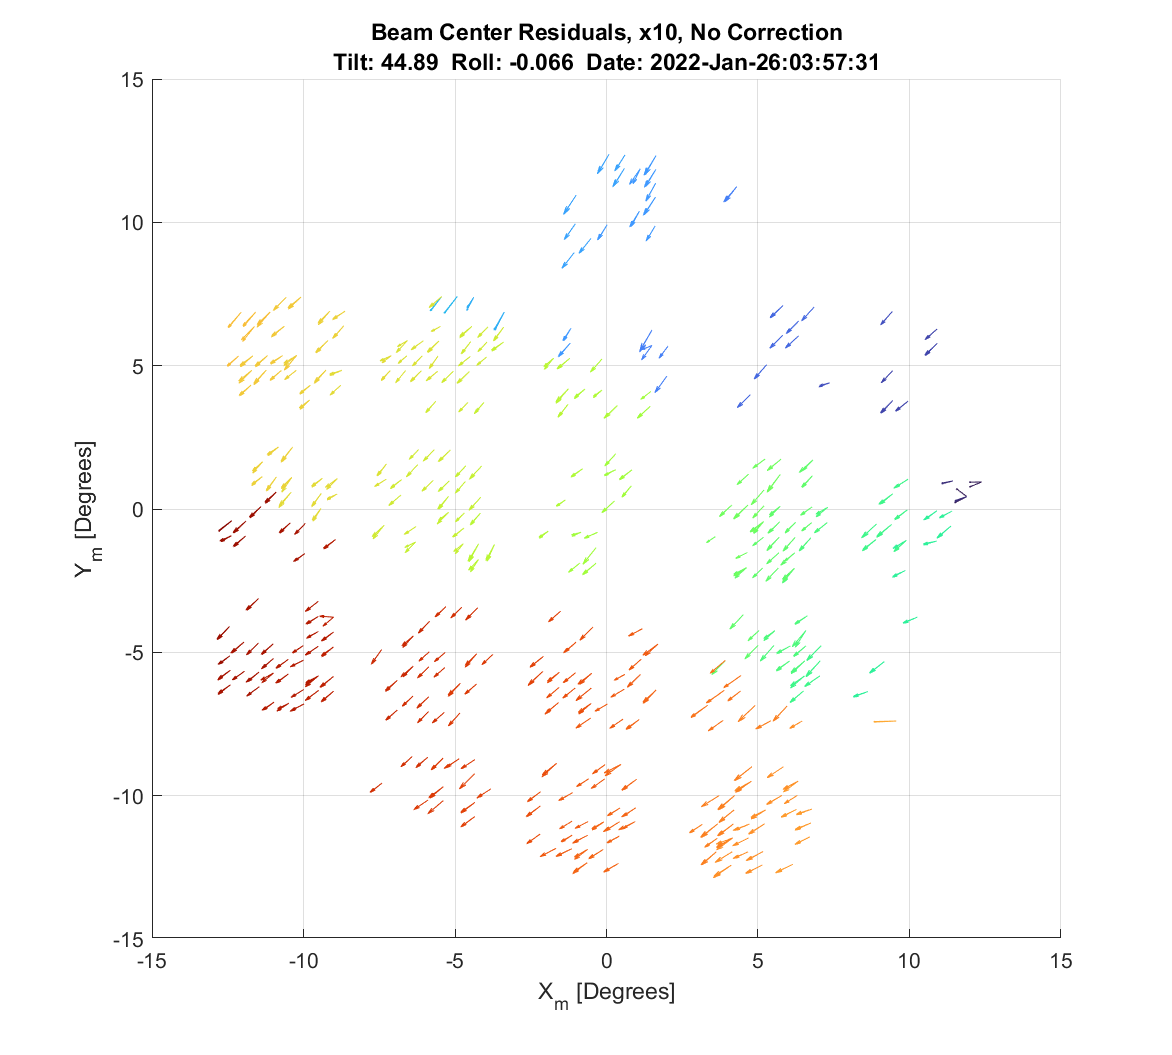 Beam Center Residuals, x10, No Correction
Tilt: 44.89  Roll: -0.066  Date: 2022-Jan-26:03:57:31
15
10
5
0
-5
-10
-15
Y_m [Degrees]
-15 -10 -5 0 5 10 15
X_m [Degrees]